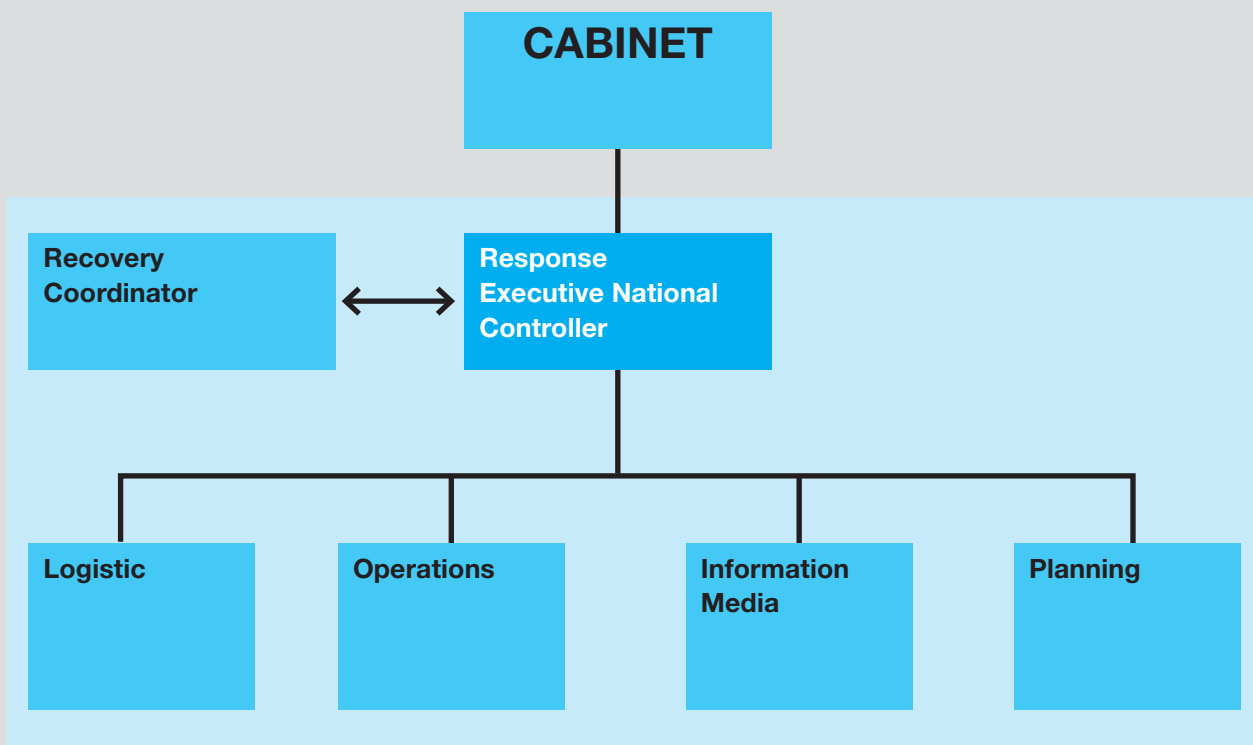 CABINET
Recovery
Coordinator
Response
Executive National
Controller
Logistic
Operations
Information
Media
Planning